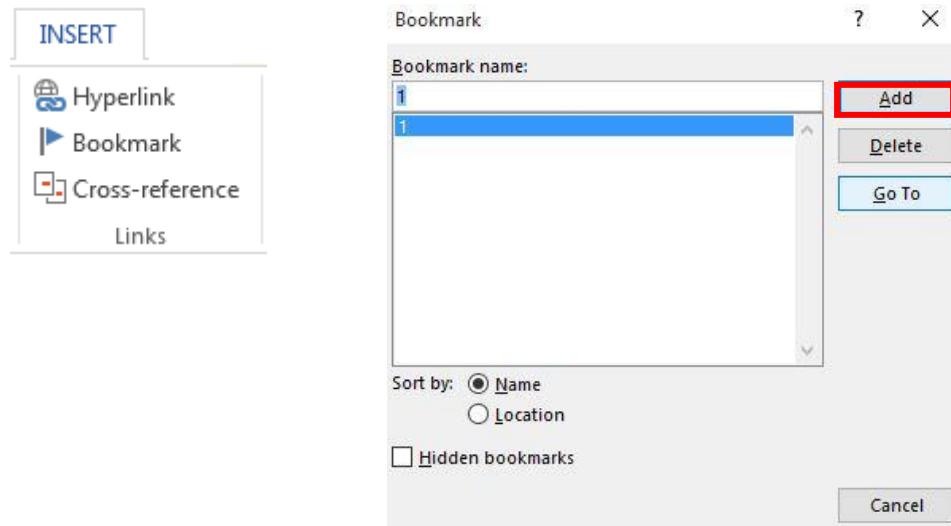 INSERT
Hyperlink
Bookmark
Cross-reference
Links
Bookmark ? X
Bookmark name:
1
Add
1
Delete
Go To
Sort by: Name
Location
Hidden bookmarks
Cancel